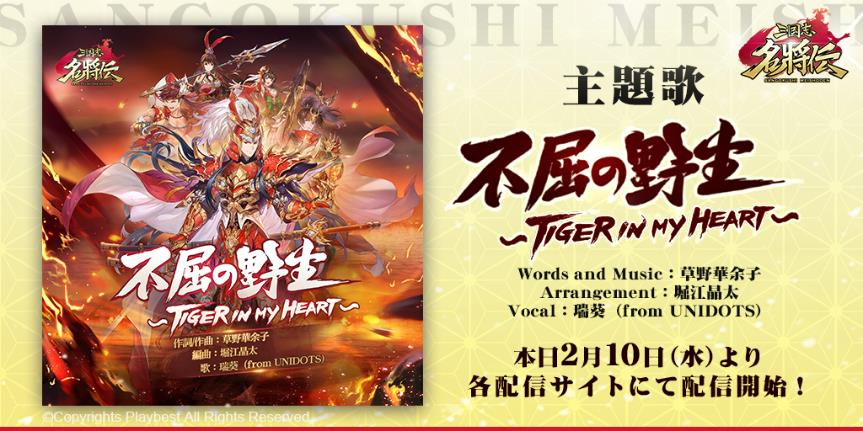 SANGOKUSHI MEISH
三国志
名将伝
SANGOKUSHI MEISHODEN
不屈の野生
～TIGER IN MY HEART～
作詞/作曲：草野華余子
編曲：堀江晶太
歌：瑞葵（from UNIDOTS）
©Copyrights Playbest All Rights Reserved.
三国志
名将伝
SANGOKUSHI MEISHODEN
主題歌
不屈の野生
～TIGER IN MY HEART～
Words and Music：草野華余子
Arrangement：堀江晶太
Vocal：瑞葵（from UNIDOTS）
本日2月10日（水）より
各配信サイトにて配信開始！